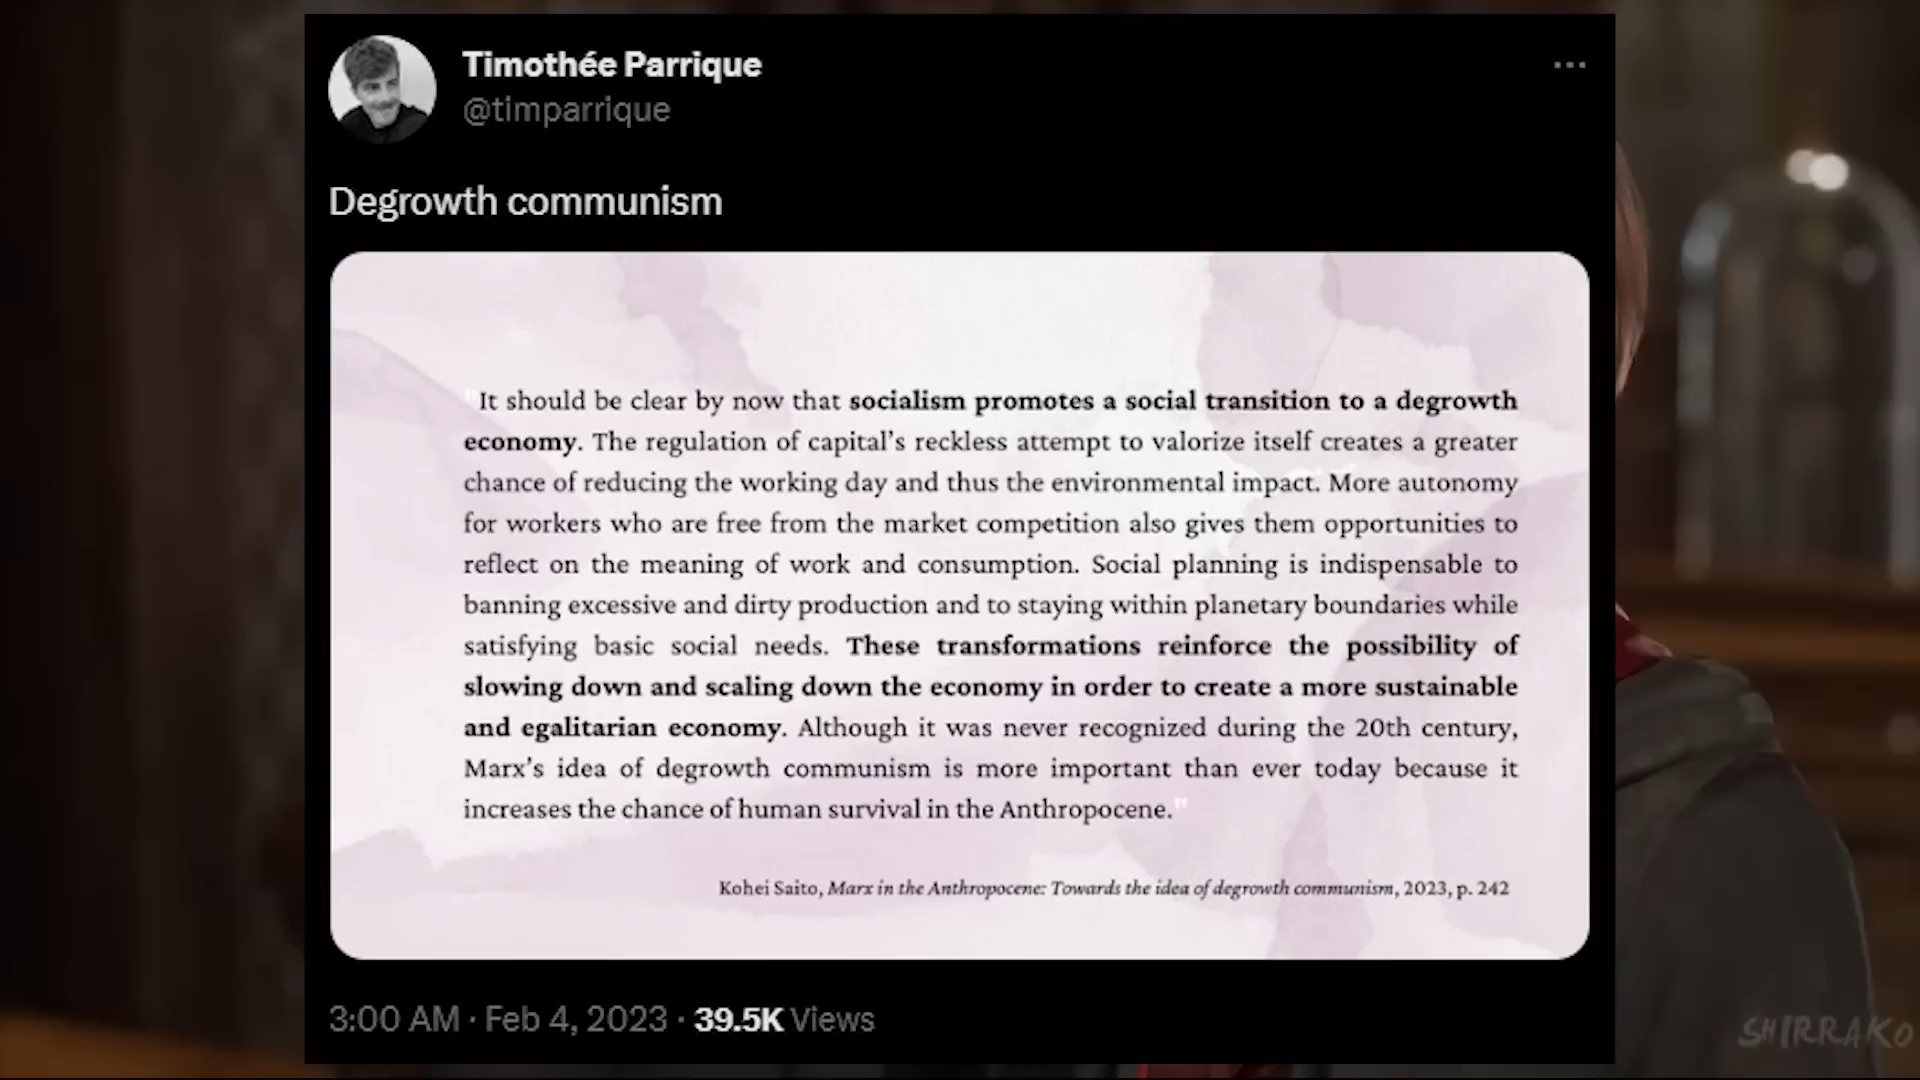 Timothée Parrique
@timparrique
Degrowth communism
"It should be clear by now that socialism promotes a social transition to a degrowth
economy. The regulation of capital's reckless attempt to valorize itself creates a greater
chance of reducing the working day and thus the environmental impact. More autonomy
for workers who are free from the market competition also gives them opportunities to
reflect on the meaning of work and consumption. Social planning is indispensable to
banning excessive and dirty production and to staying within planetary boundaries while
satisfying basic social needs. These transformations reinforce the possibility of
slowing down and scaling down the economy in order to create a more sustainable
and egalitarian economy. Although it was never recognized during the 20th century,
Marx's idea of degrowth communism is more important than ever today because it
increases the chance of human survival in the Anthropocene."
Kohei Saito, Marx in the Anthropocene: Towards the idea of degrowth communism, 2023, p. 242
3:00 AM · Feb 4, 2023 · 39.5K Views
SHIRRAKO